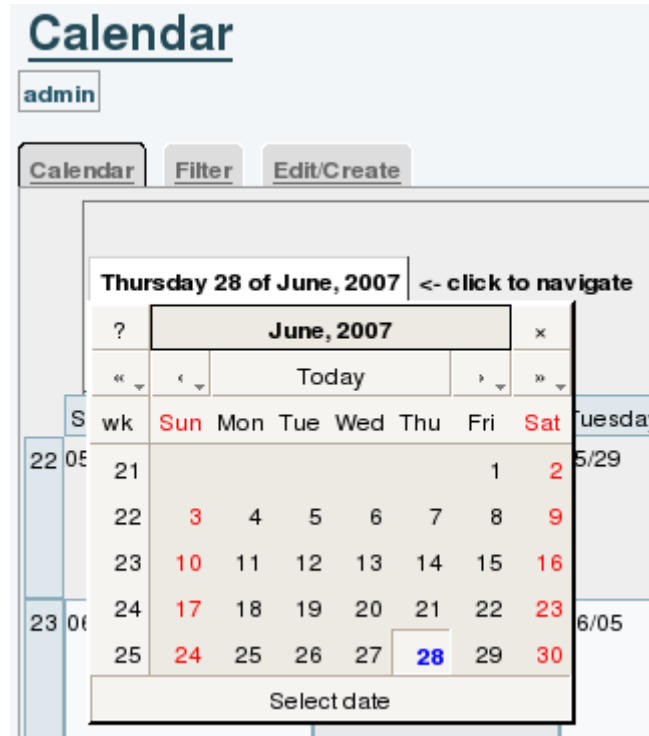 Calendar
admin
Calendar Filter Edit/Create
Thursday 28 of June, 2007 <- click to navigate
? June, 2007 ×
« ‹ Today › »
wk Sun Mon Tue Wed Thu Fri Sat
21 1 2
22 3 4 5 6 7 8 9
23 10 11 12 13 14 15 16
24 17 18 19 20 21 22 23
25 24 25 26 27 28 29 30
Select date
S
22 05 5/29
23 06 6/05